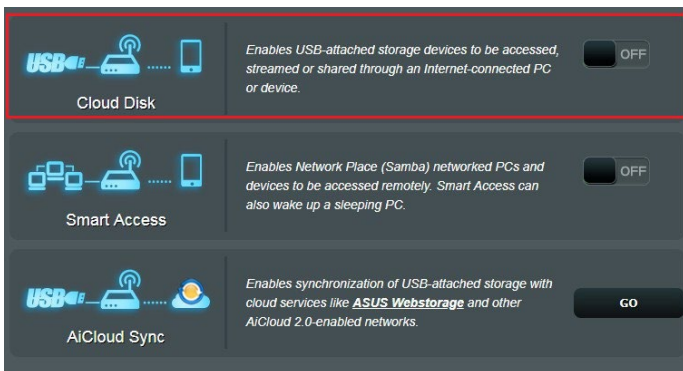 USB
Cloud Disk
Enables USB-attached storage devices to be accessed,
streamed or shared through an Internet-connected PC
or device.
OFF
Smart Access
Enables Network Place (Samba) networked PCs and
devices to be accessed remotely. Smart Access can
also wake up a sleeping PC.
OFF
USB
AiCloud Sync
Enables synchronization of USB-attached storage with
cloud services like ASUS Webstorage and other
AiCloud 2.0-enabled networks.
GO